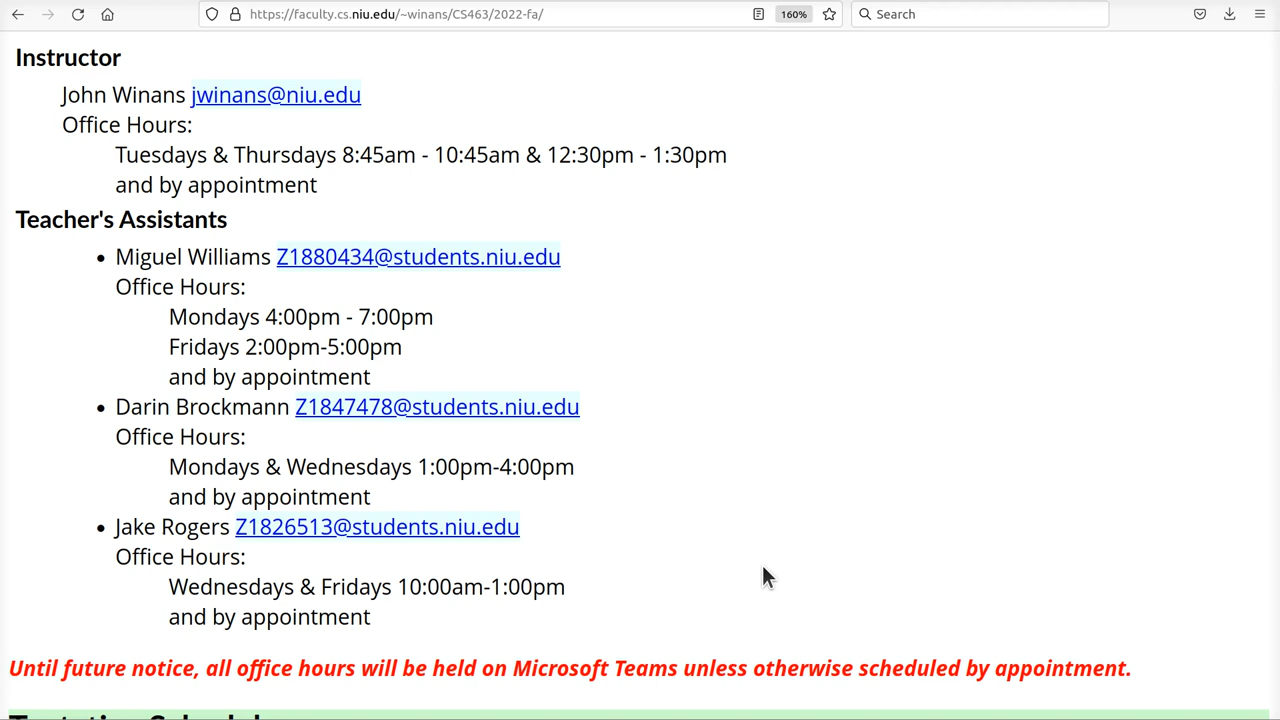 https://faculty.cs.niu.edu/~winans/CS463/2022-fa/
160%
Search
Instructor
John Winans jwinans@niu.edu
Office Hours:
Tuesdays & Thursdays 8:45am - 10:45am & 12:30pm - 1:30pm
and by appointment
Teacher's Assistants
• Miguel Williams Z1880434@students.niu.edu
Office Hours:
Mondays 4:00pm - 7:00pm
Fridays 2:00pm-5:00pm
and by appointment
• Darin Brockmann Z1847478@students.niu.edu
Office Hours:
Mondays & Wednesdays 1:00pm-4:00pm
and by appointment
• Jake Rogers Z1826513@students.niu.edu
Office Hours:
Wednesdays & Fridays 10:00am-1:00pm
and by appointment
Until future notice, all office hours will be held on Microsoft Teams unless otherwise scheduled by appointment.